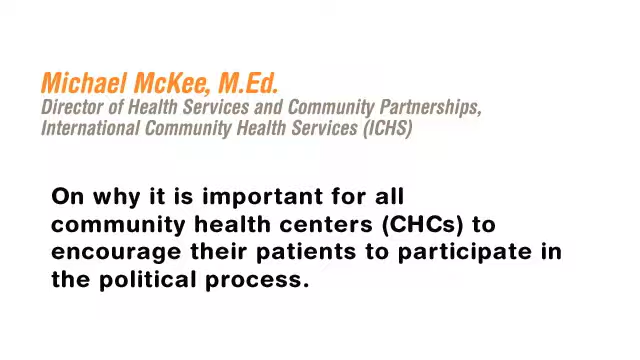 Michael McKee, M.Ed.
Director of Health Services and Community Partnerships,
International Community Health Services (ICHS)
On why it is important for all
community health centers (CHCs) to
encourage their patients to participate in
the political process.